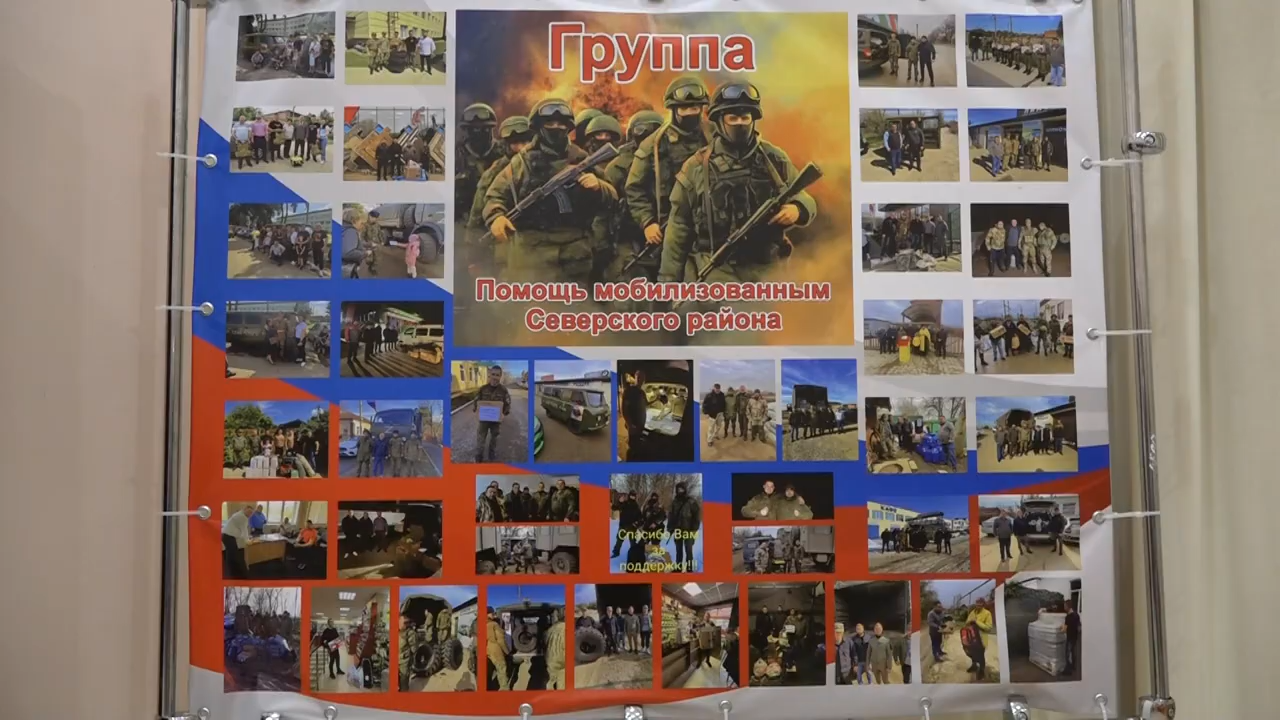 Группа
Помощь мобилизованным
Северского района
Спасибо Вам
за
поддержку!!!